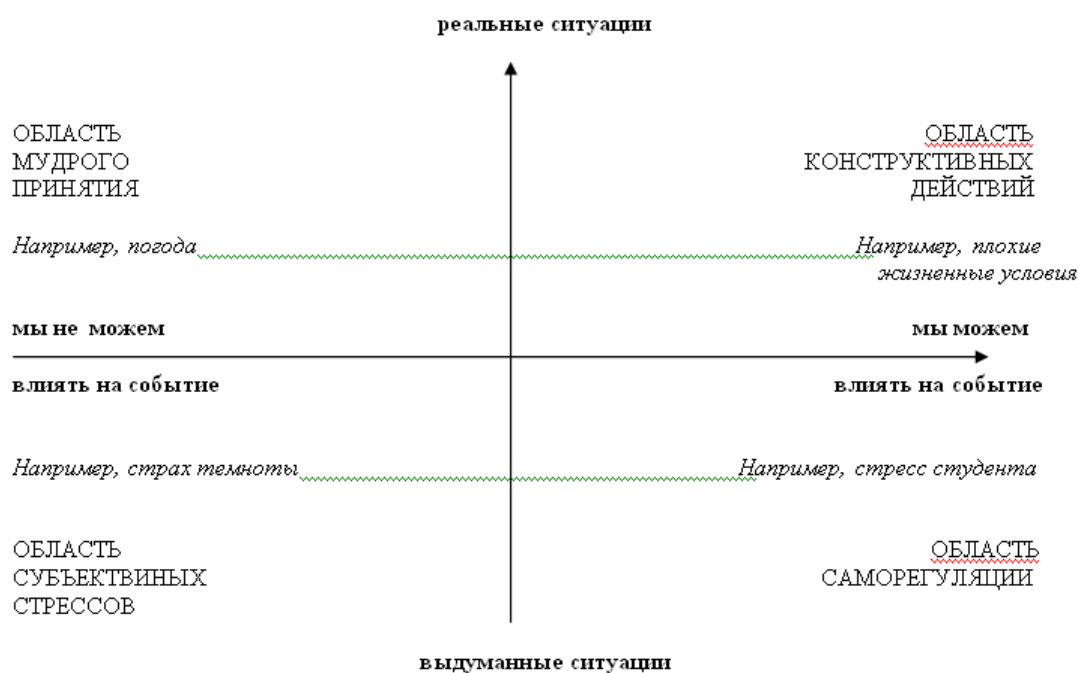 реальные ситуации
ОБЛАСТЬ
МУДРОГО
ПРИНЯТИЯ
ОБЛАСТЬ
КОНСТРУКТИВНЫХ
ДЕЙСТВИЙ
Например, погода
Например, плохие
жизненные условия
мы не можем
мы можем
влиять на событие
влиять на событие
Например, страх темноты
Например, стресс студента
ОБЛАСТЬ
СУБЪЕКТВИНЫХ
СТРЕССОВ
ОБЛАСТЬ
САМОРЕГУЛЯЦИИ
выдуманные ситуации